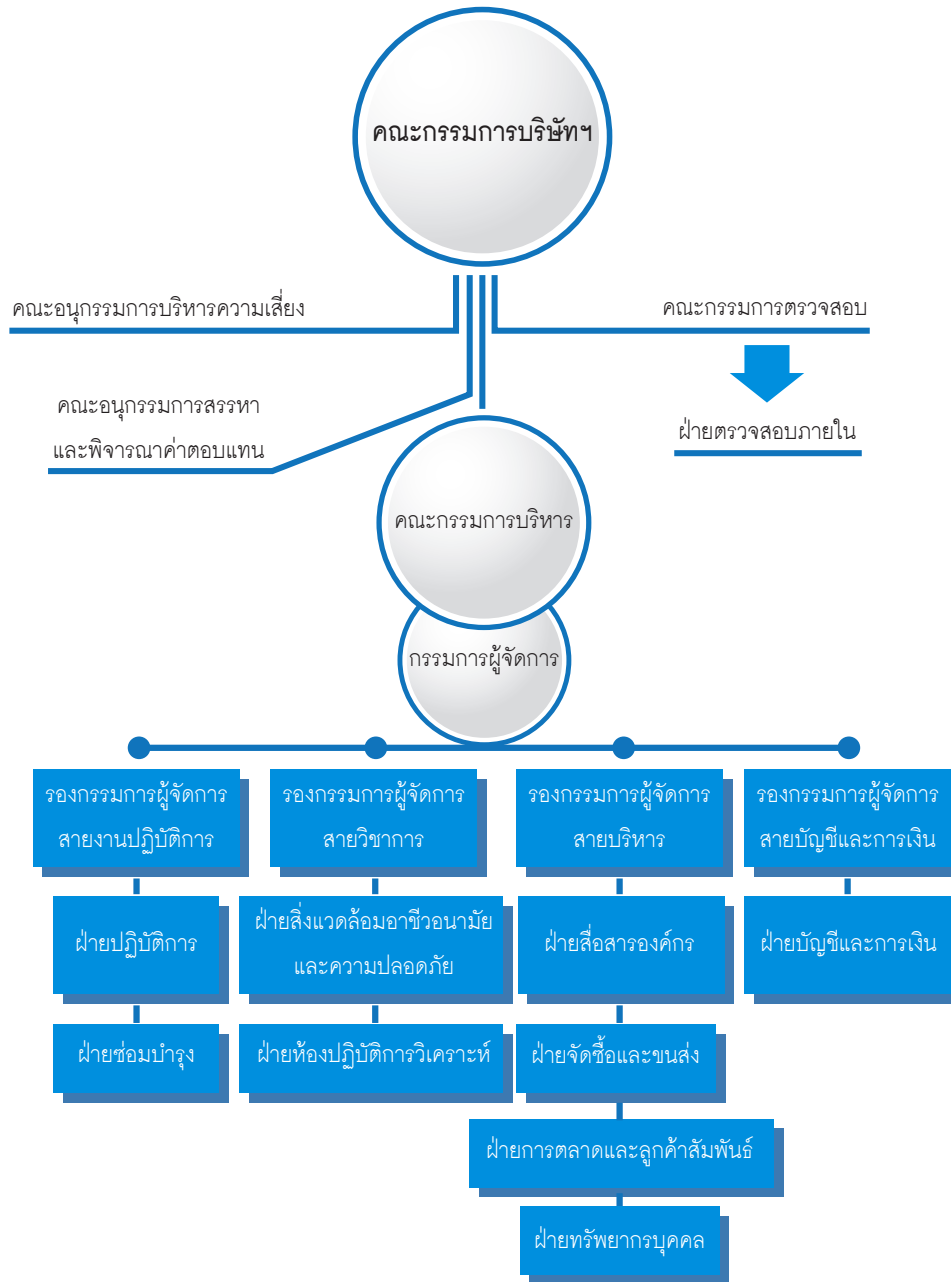 คณะกรรมการบริษัทฯ
คณะอนุกรรมการบริหารความเสี่ยง
คณะกรรมการตรวจสอบ
คณะอนุกรรมการสรรหา
และพิจารณาค่าตอบแทน
ฝ่ายตรวจสอบภายใน
คณะกรรมการบริหาร
กรรมการผู้จัดการ
รองกรรมการผู้จัดการ
สายงานปฏิบัติการ
ฝ่ายปฏิบัติการ
ฝ่ายซ่อมบำรุง
รองกรรมการผู้จัดการ
สายวิชาการ
ฝ่ายสิ่งแวดล้อมอาชีวอนามัย
และความปลอดภัย
ฝ่ายห้องปฏิบัติการวิเคราะห์
รองกรรมการผู้จัดการ
สายบริหาร
ฝ่ายสื่อสารองค์กร
ฝ่ายจัดซื้อและขนส่ง
ฝ่ายการตลาดและลูกค้าสัมพันธ์
ฝ่ายทรัพยากรบุคคล
รองกรรมการผู้จัดการ
สายบัญชีและการเงิน
ฝ่ายบัญชีและการเงิน